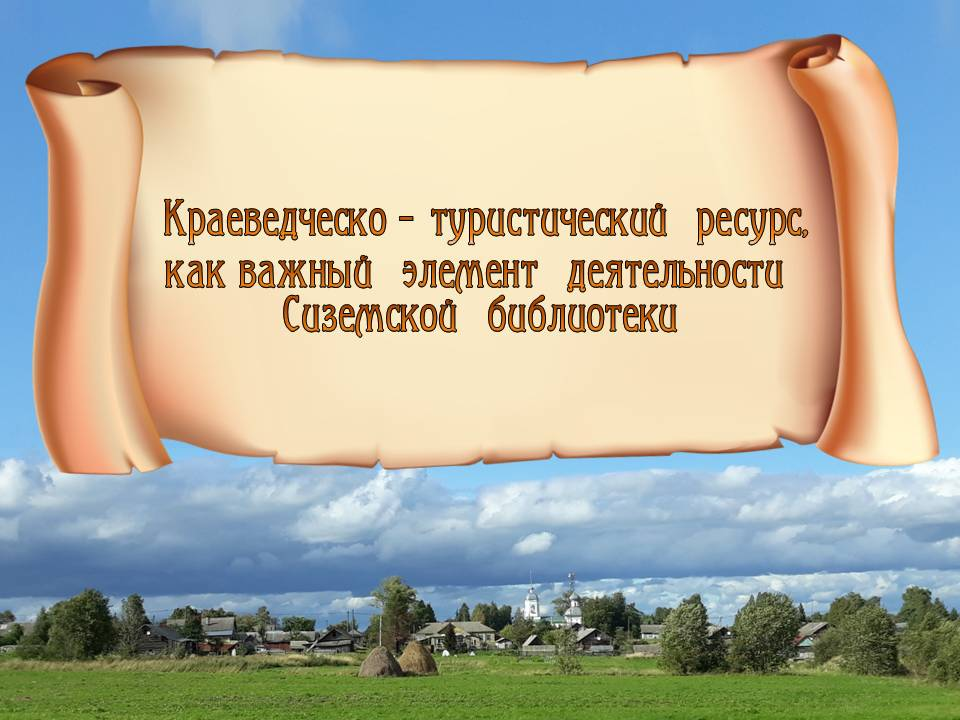 Краеведческо - туристический ресурс,
как важный элемент деятельности
Сиземской библиотеки